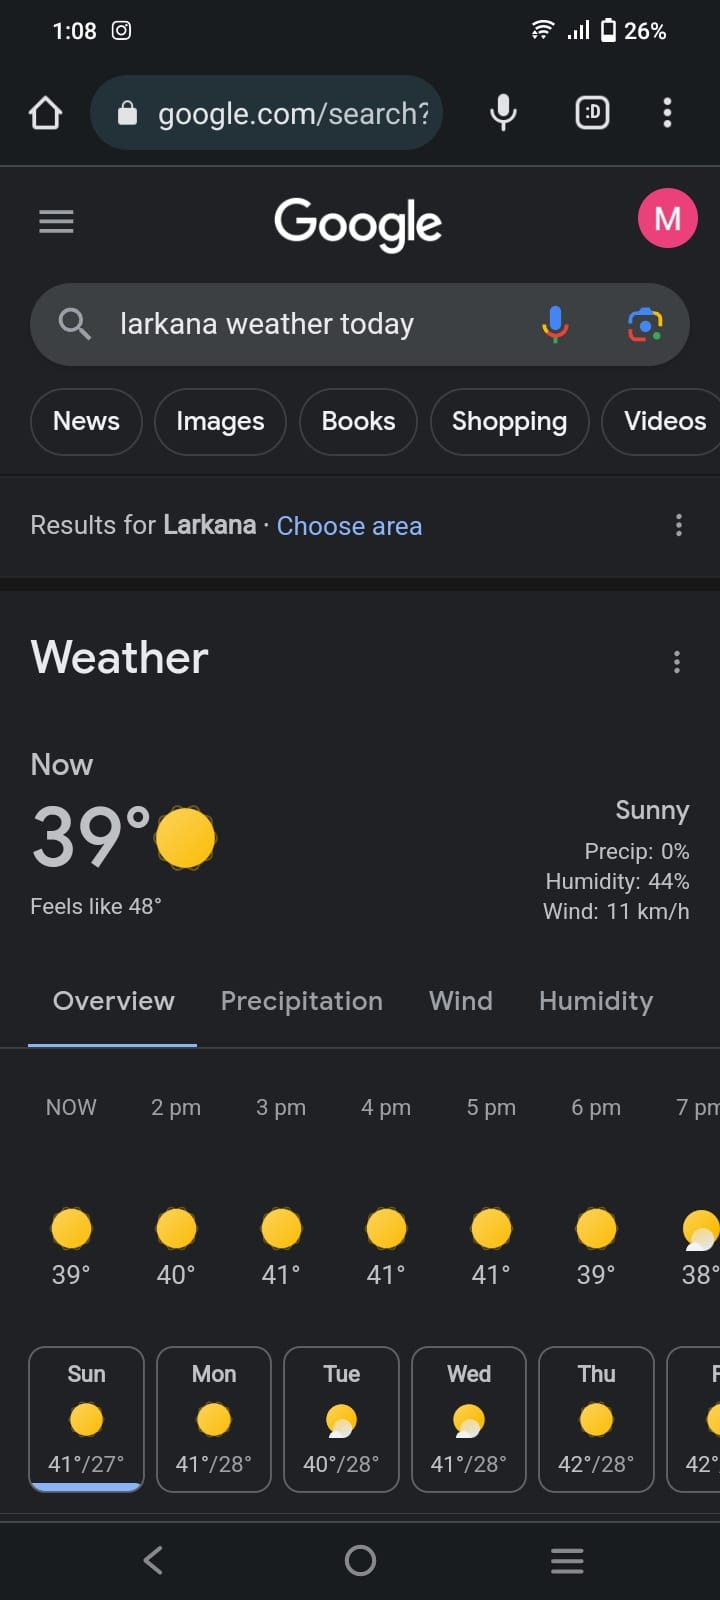 1:08 26%
google.com/search?
:D
Google
M
larkana weather today
News Images Books Shopping Videos
Results for Larkana · Choose area
Weather
Now
39°
Feels like 48°
Sunny
Precip: 0%
Humidity: 44%
Wind: 11 km/h
Overview Precipitation Wind Humidity
NOW 2 pm 3 pm 4 pm 5 pm 6 pm 7 pm
39° 40° 41° 41° 41° 39° 38°
Sun Mon Tue Wed Thu F
41°/27° 41°/28° 40°/28° 41°/28° 42°/28° 42°